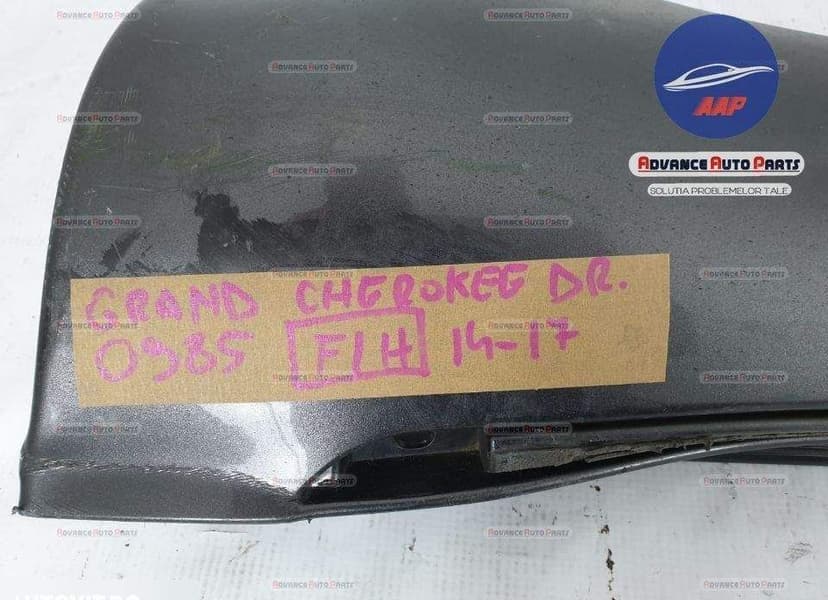 AAP
ADVANCE AUTO PARTS
SOLUTIA PROBLEMELOR TALE
GRAND CHEROKEE DR.
0985 FLH 14-17